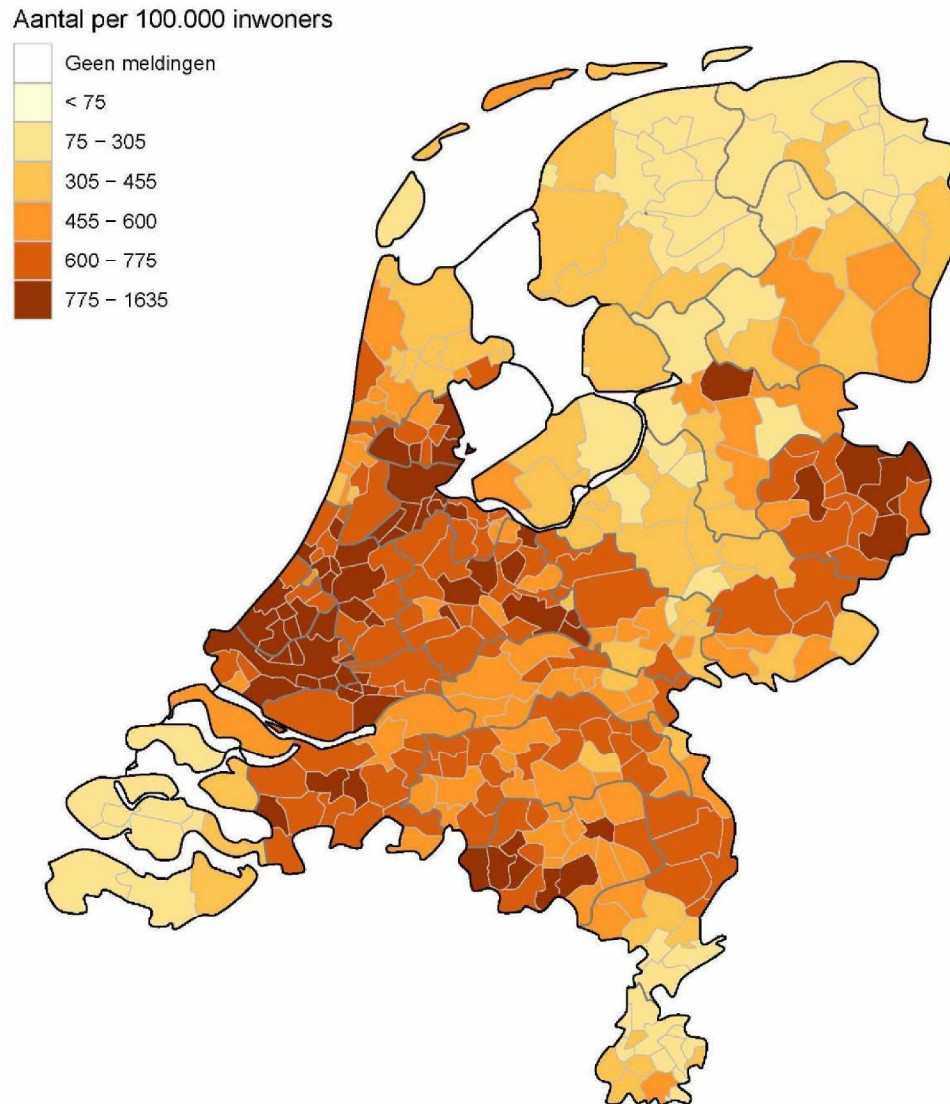 Aantal per 100.000 inwoners
Geen meldingen
< 75
75 – 305
305 – 455
455 – 600
600 – 775
775 – 1635